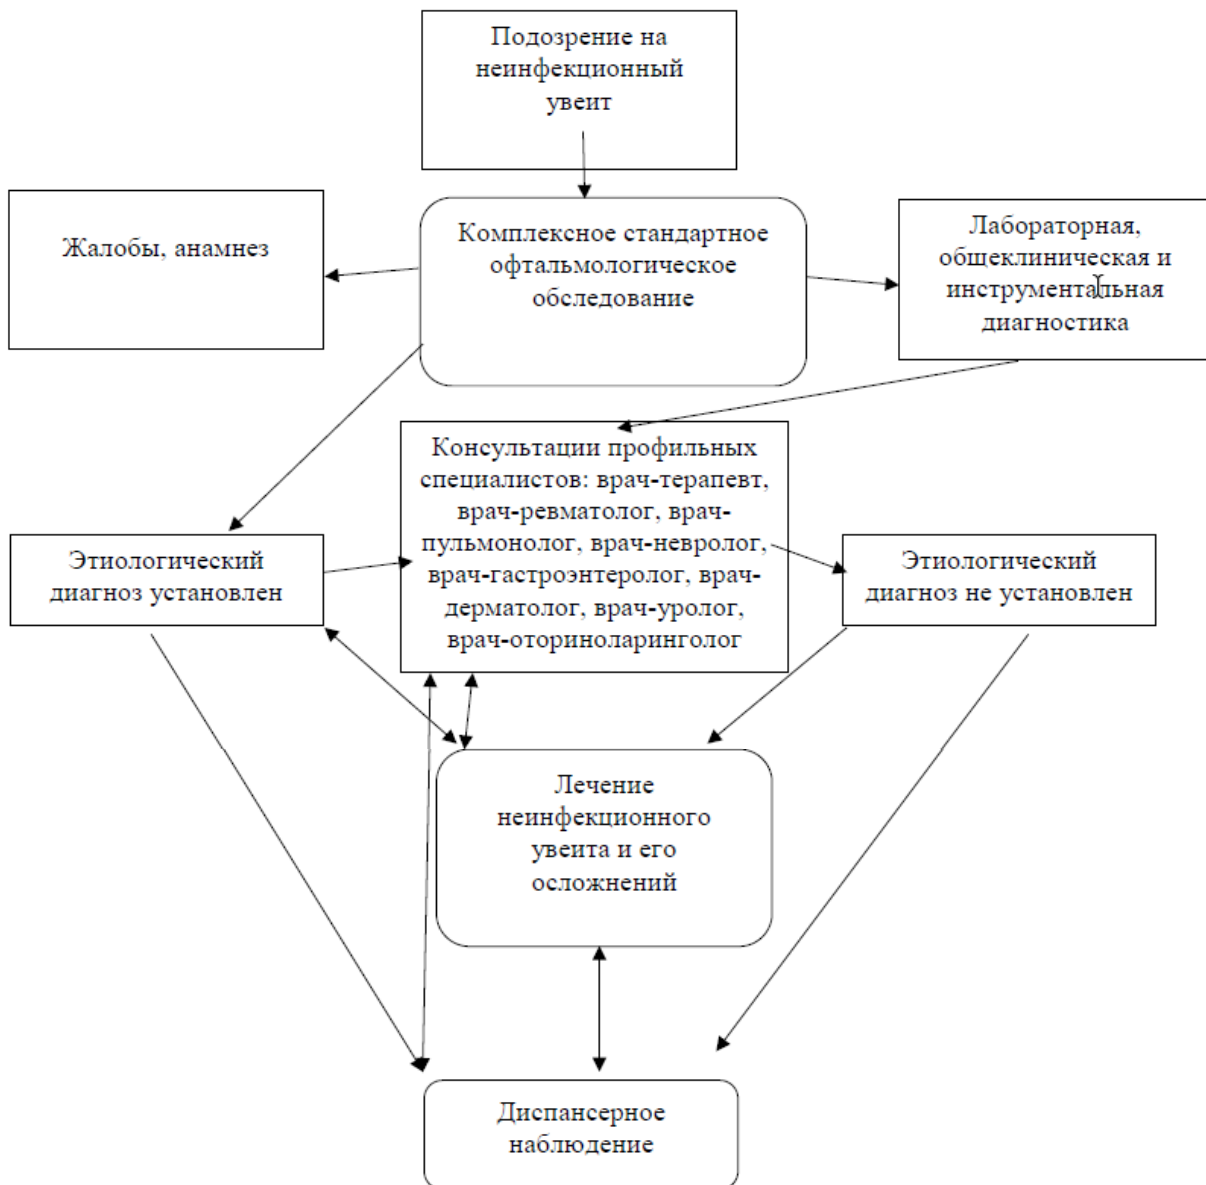 Подозрение на
неинфекционный
увеит
Жалобы, анамнез
Комплексное стандартное
офтальмологическое
обследование
Лабораторная,
общеклиническая и
инструментальная
диагностика
Консультации профильных
специалистов: врач-терапевт,
врач-ревматолог, врач-
пульмонолог, врач-невролог,
врач-гастроэнтеролог, врач-
дерматолог, врач-уролог,
врач-оториноларинголог
Этиологический
диагноз установлен
Этиологический
диагноз не установлен
Лечение
неинфекционного
увеита и его
осложнений
Диспансерное
наблюдение